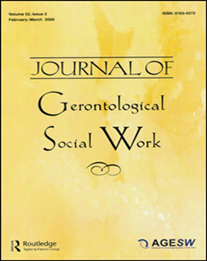 Volume 52, Issue 2
February–March 2009
ISSN: 0163-4372
JOURNAL OF
Gerontological
Social Work
Routledge
Taylor & Francis Group
AGESW